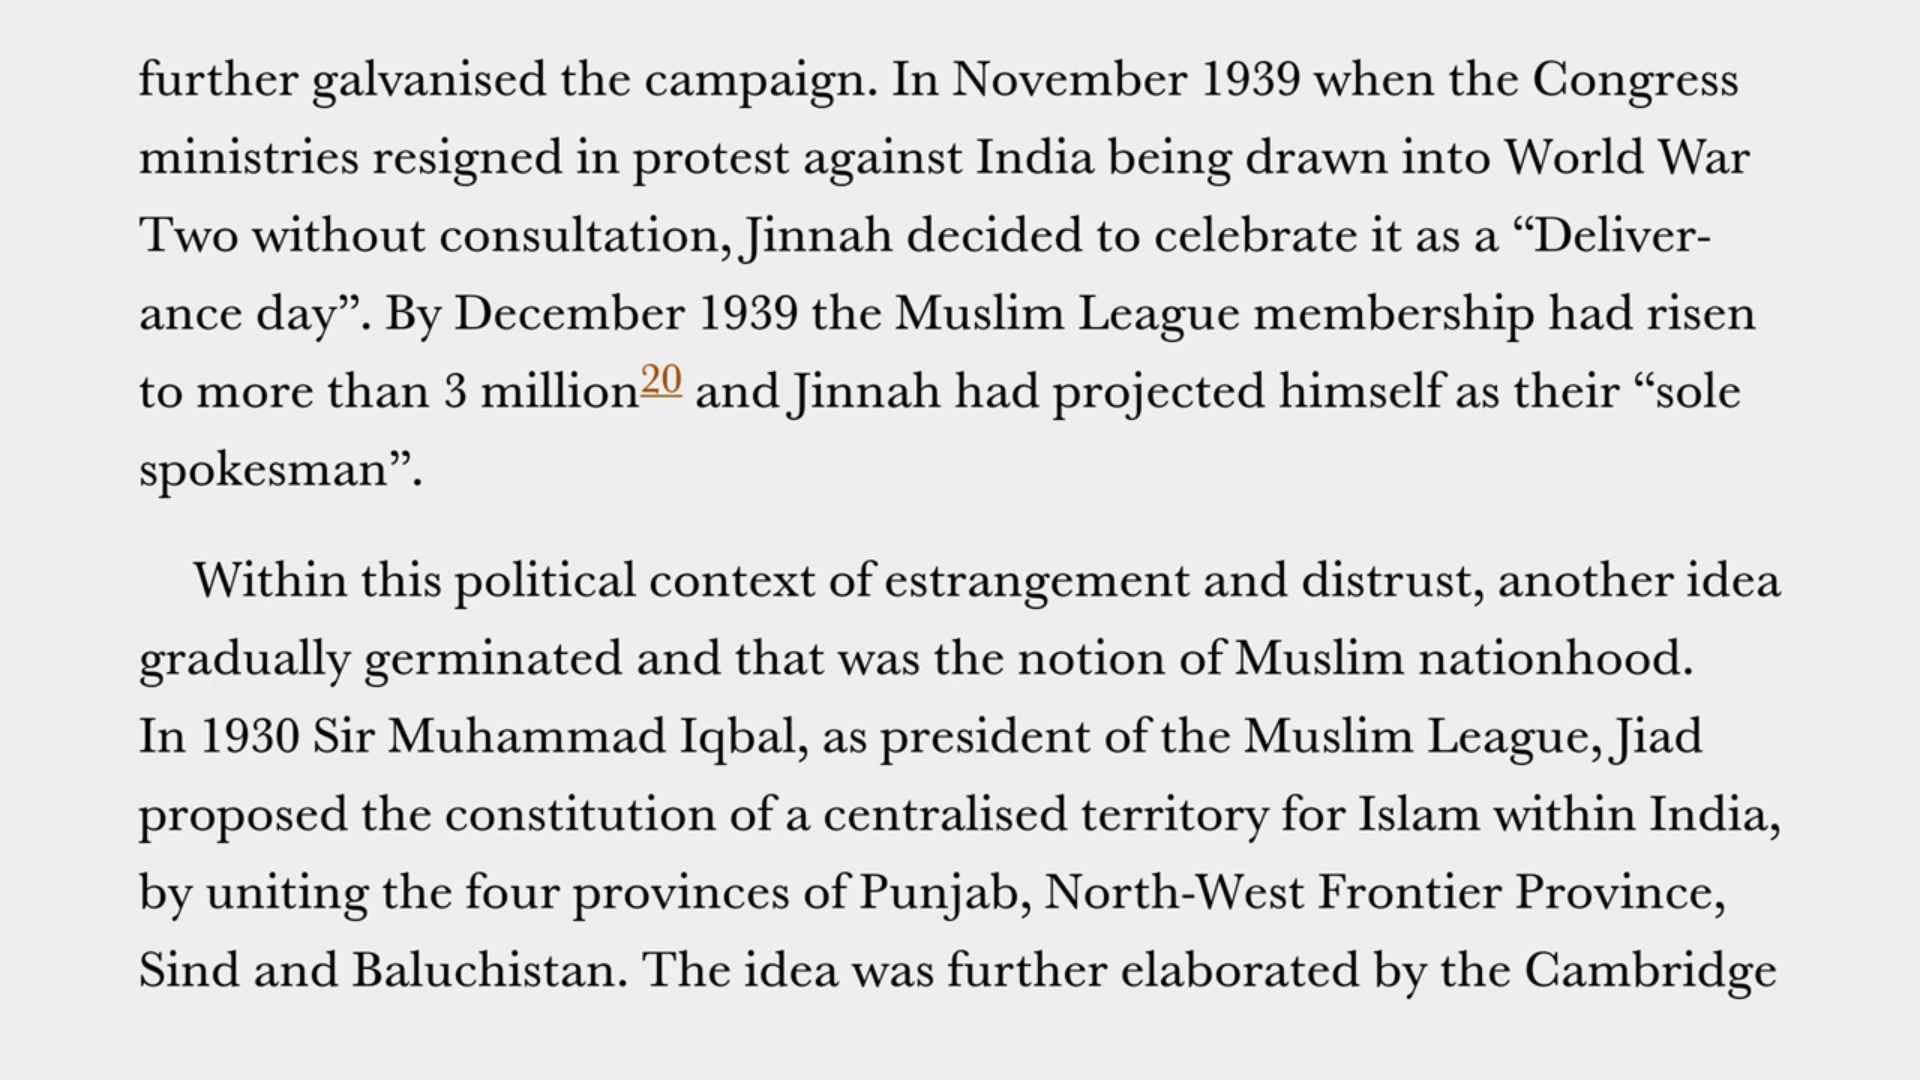 further galvanised the campaign. In November 1939 when the Congress
ministries resigned in protest against India being drawn into World War
Two without consultation, Jinnah decided to celebrate it as a “Deliver-
ance day”. By December 1939 the Muslim League membership had risen
to more than 3 million20 and Jinnah had projected himself as their “sole
spokesman”.
Within this political context of estrangement and distrust, another idea
gradually germinated and that was the notion of Muslim nationhood.
In 1930 Sir Muhammad Iqbal, as president of the Muslim League, Jiad
proposed the constitution of a centralised territory for Islam within India,
by uniting the four provinces of Punjab, North-West Frontier Province,
Sind and Baluchistan. The idea was further elaborated by the Cambridge